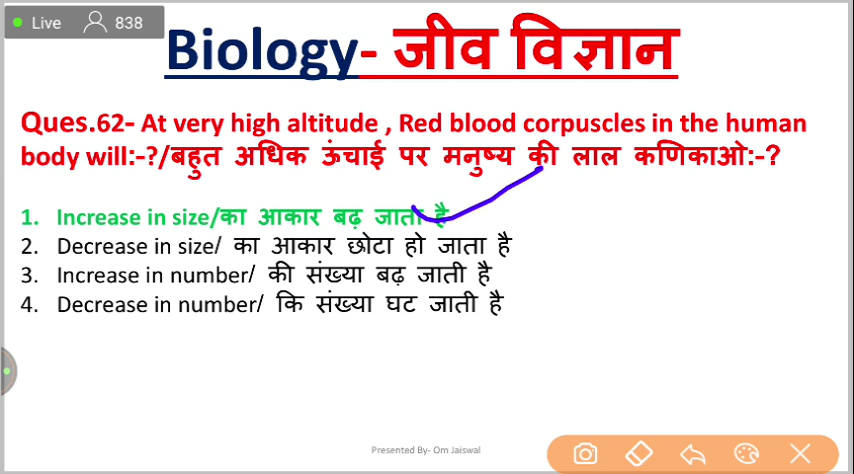 Live 838
Biology- जीव विज्ञान
Ques.62- At very high altitude , Red blood corpuscles in the human
body will:-?/बहुत अधिक ऊंचाई पर मनुष्य की लाल कणिकाओ:-?
1. Increase in size/का आकार बढ़ जाता है
2. Decrease in size/ का आकार छोटा हो जाता है
3. Increase in number/ की संख्या बढ़ जाती है
4. Decrease in number/ कि संख्या घट जाती है
Presented By- Om Jaiswal